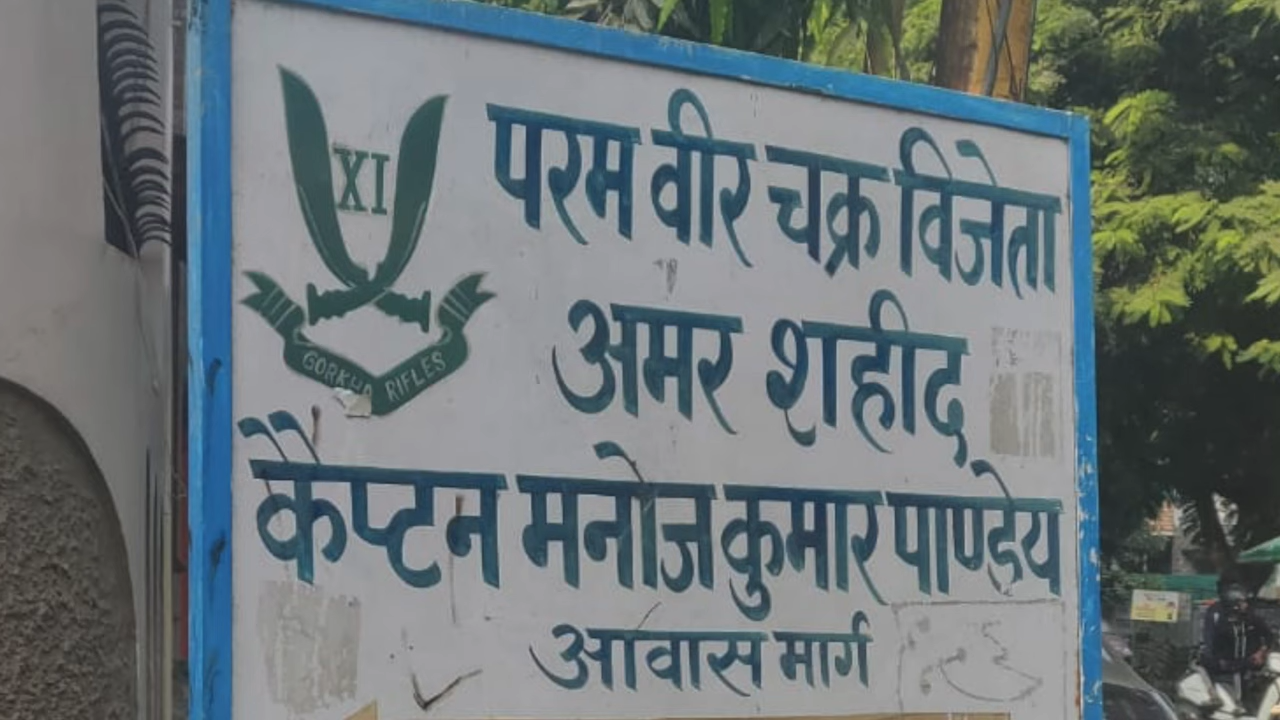 XI
GORKHA RIFLES
परम वीर चक्र विजेता
अमर शहीद
कैप्टन मनोज कुमार पाण्डेय
आवास मार्ग